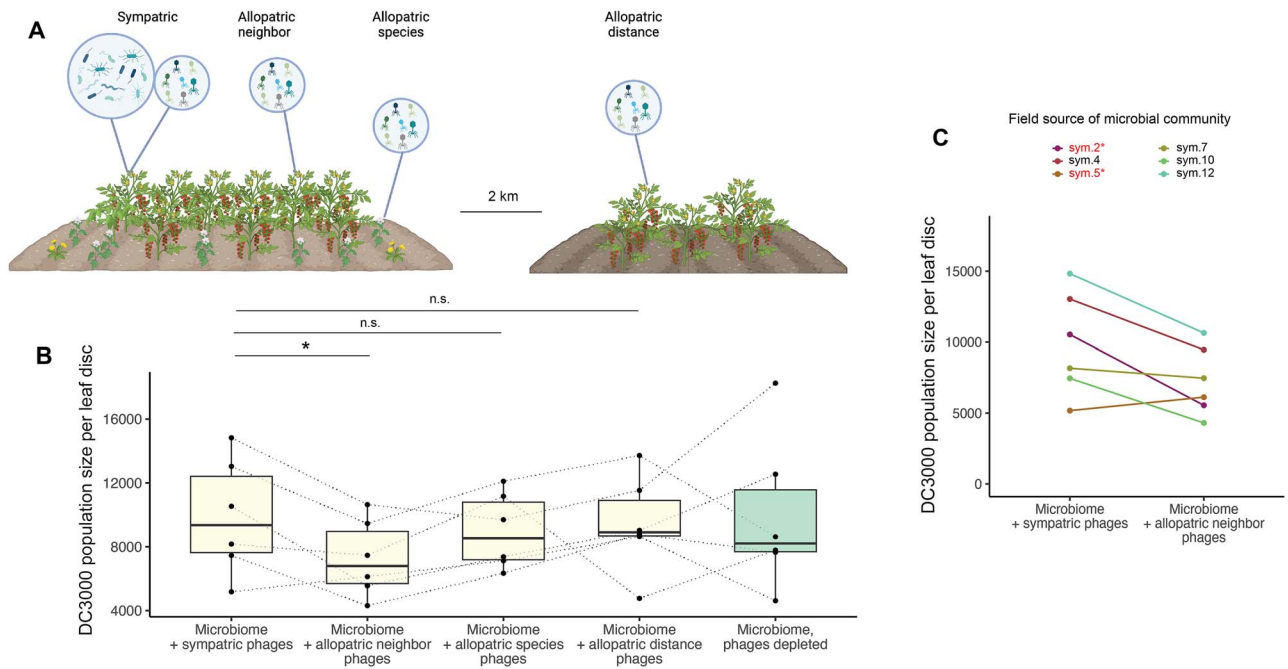 A
Sympatric
Allopatric
neighbor
Allopatric
species
Allopatric
distance
2 km
B
n.s.
n.s.
*
DC3000 population size per leaf disc
16000
12000
8000
4000
Microbiome
+ sympatric phages
Microbiome
+ allopatric neighbor
phages
Microbiome
+ allopatric species
phages
Microbiome
+ allopatric distance
phages
Microbiome,
phages depleted
C
Field source of microbial community
sym.2*
sym.4
sym.5*
sym.7
sym.10
sym.12
DC3000 population size per leaf disc
15000
10000
5000
0
Microbiome
+ sympatric phages
Microbiome
+ allopatric neighbor
phages